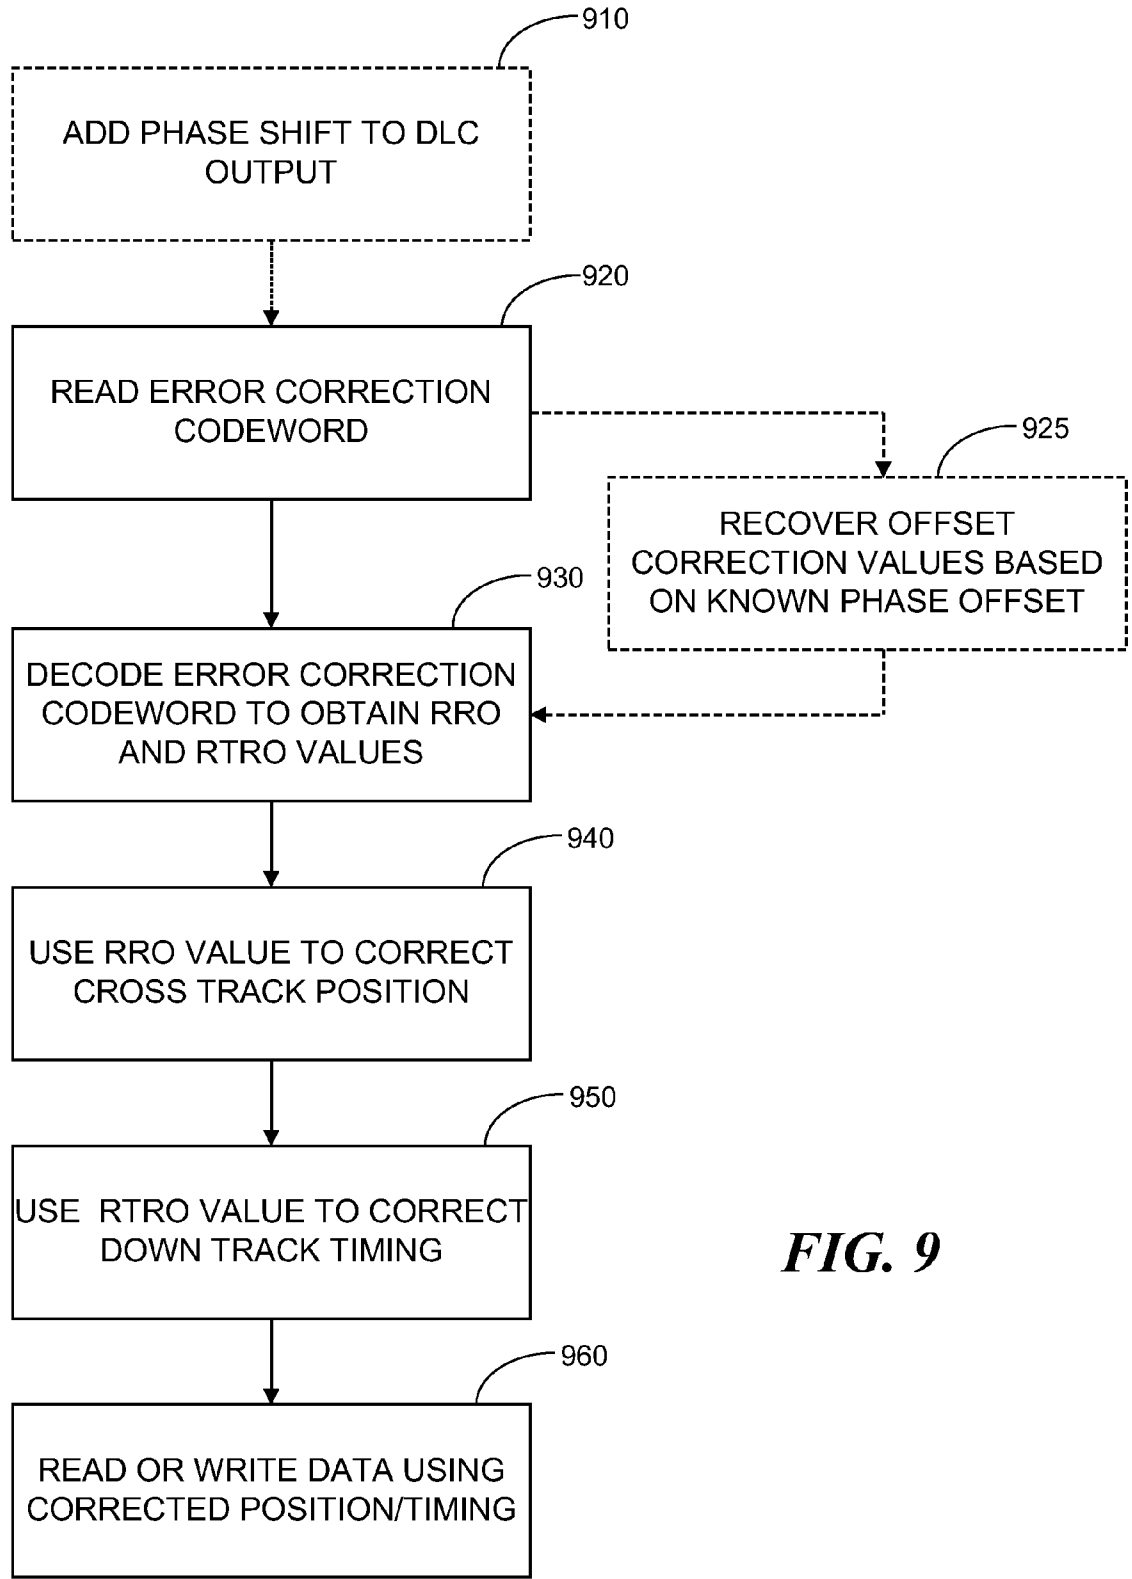 910
ADD PHASE SHIFT TO DLC
OUTPUT
920
READ ERROR CORRECTION
CODEWORD
925
RECOVER OFFSET
CORRECTION VALUES BASED
ON KNOWN PHASE OFFSET
930
DECODE ERROR CORRECTION
CODEWORD TO OBTAIN RRO
AND RTRO VALUES
940
USE RRO VALUE TO CORRECT
CROSS TRACK POSITION
950
USE RTRO VALUE TO CORRECT
DOWN TRACK TIMING
FIG. 9
960
READ OR WRITE DATA USING
CORRECTED POSITION/TIMING